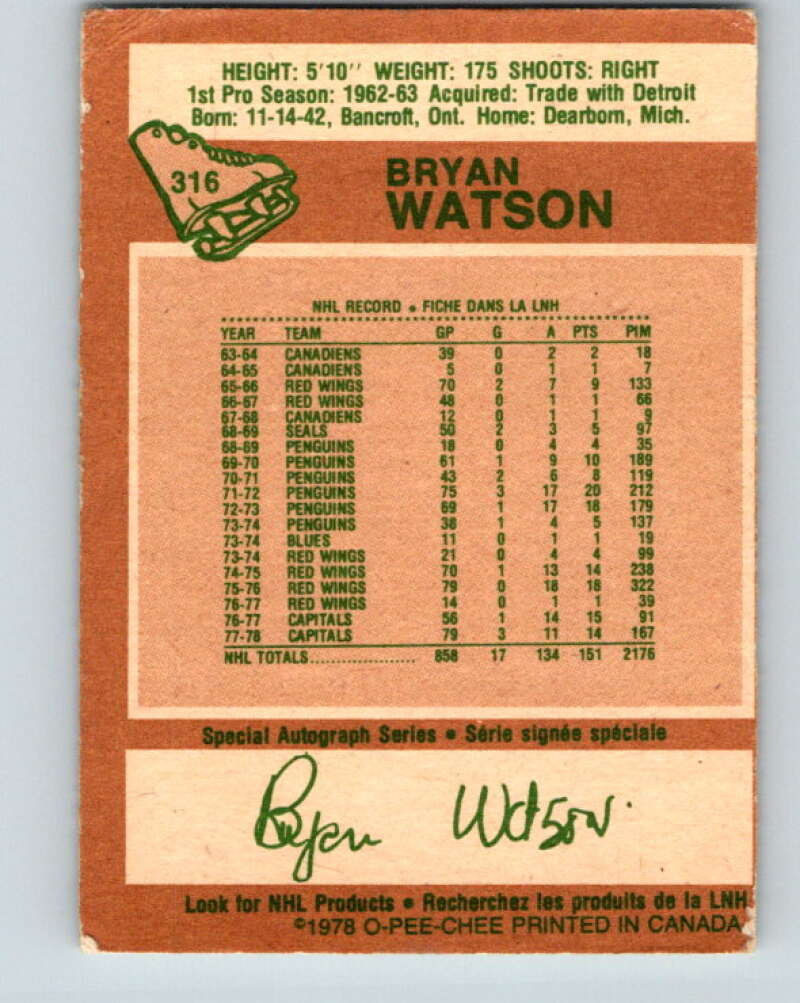 HEIGHT: 5'10'' WEIGHT: 175 SHOOTS: RIGHT
1st Pro Season: 1962-63 Acquired: Trade with Detroit
Born: 11-14-42, Bancroft, Ont. Home: Dearborn, Mich.
316
BRYAN
WATSON
NHL RECORD • FICHE DANS LA LNH
YEAR TEAM GP G A PTS PIM
63-64 CANADIENS 39 0 2 2 18
64-65 CANADIENS 5 0 1 1 7
65-66 RED WINGS 70 2 7 9 133
66-67 RED WINGS 48 0 1 1 66
67-68 CANADIENS 12 0 1 1 9
68-69 SEALS 50 2 3 5 97
68-69 PENGUINS 18 0 4 4 35
69-70 PENGUINS 61 1 9 10 189
70-71 PENGUINS 43 2 6 8 119
71-72 PENGUINS 75 3 17 20 212
72-73 PENGUINS 69 1 17 18 179
73-74 PENGUINS 38 1 4 5 137
73-74 BLUES 11 0 1 1 19
73-74 RED WINGS 21 0 4 4 99
74-75 RED WINGS 70 1 13 14 238
75-76 RED WINGS 79 0 18 18 322
76-77 RED WINGS 14 0 1 1 39
76-77 CAPITALS 56 1 14 15 91
77-78 CAPITALS 79 3 11 14 167
NHL TOTALS.................... 858 17 134 151 2176
Special Autograph Series • Série signée spéciale
Bryan Watson
Look for NHL Products • Recherchez les produits de la LNH
©1978 O-PEE-CHEE PRINTED IN CANADA